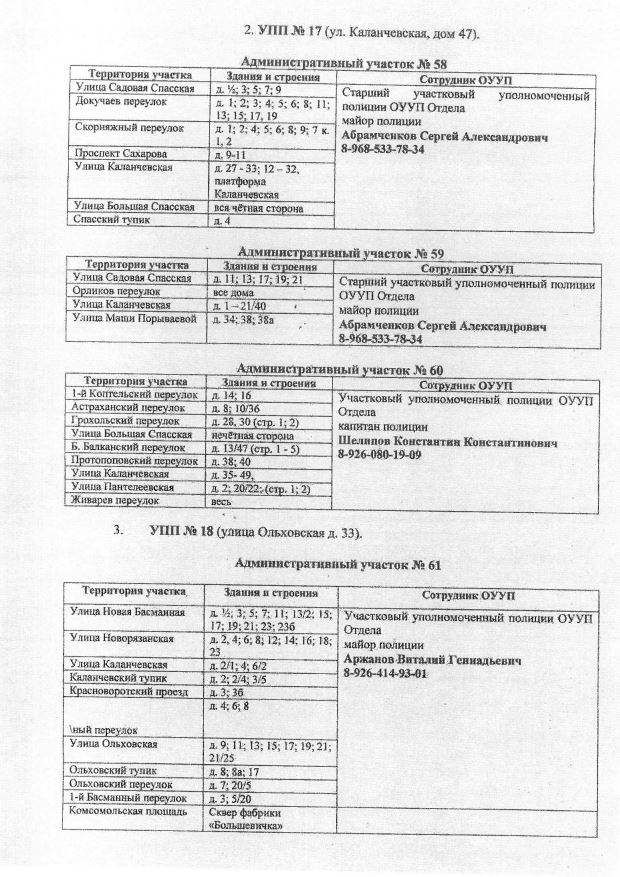 2. УПП № 17 (ул. Каланчевская, дом 47).
Административный участок № 58
Территория участка Здания и строения Сотрудник ОУУП
Улица Садовая Спасская д. ½; 3; 5; 7; 9
Докучаев переулок д. 1; 2; 3; 4; 5; 6; 8; 11;
13; 15; 17, 19
Скорняжный переулок д. 1; 2; 4; 5; 6; 8; 9; 7 к.
1, 2
Проспект Сахарова д. 9-11
Улица Каланчевская д. 27 - 33; 12 – 32,
платформа
Каланчевская
Улица Большая Спасская вся чётная сторона
Спасский тупик д. 4
Старший участковый уполномоченный
полиции ОУУП Отдела
майор полиции
Абрамченков Сергей Александрович
8-968-533-78-34
Административный участок № 59
Территория участка Здания и строения Сотрудник ОУУП
Улица Садовая Спасская д. 11; 13; 17; 19; 21
Орликов переулок все дома
Улица Каланчевская д. 1 – 21/40
Улица Маши Порываевой д. 34; 38; 38а
Старший участковый уполномоченный полиции
ОУУП Отдела
майор полиции
Абрамченков Сергей Александрович
8-968-533-78-34
Административный участок № 60
Территория участка Здания и строения Сотрудник ОУУП
1-й Коптельский переулок д. 14; 16
Астраханский переулок д. 8; 10/36
Грохольский переулок д. 28, 30 (стр. 1; 2)
Улица Большая Спасская нечётная сторона
Б. Балканский переулок д. 13/47 (стр. 1 - 5)
Протопоповский переулок д. 38; 40
Улица Каланчевская д. 35- 49,
Улица Пантелеевская д. 2; 20/22; (стр. 1; 2)
Живарев переулок весь
Участковый уполномоченный полиции ОУУП
Отдела
капитан полиции
Шелипов Константин Константинович
8-926-080-19-09
3. УПП № 18 (улица Ольховская д. 33).
Административный участок № 61
Территория участка Здания и строения Сотрудник ОУУП
Улица Новая Басманная д. ½; 3; 5; 7; 11; 13/2; 15;
17; 19; 21; 23; 23б
Улица Новорязанская д. 2, 4; 6; 8; 12; 14; 16; 18;
23
Улица Каланчевская д. 2/1; 4; 6/2
Каланчевский тупик д. 2; 2/4; 3/5
Красноворотский проезд д. 3; 3б
д. 4; 6; 8
\ный переулок
Улица Ольховская д. 9; 11; 13; 15; 17; 19; 21;
21/25
Ольховский тупик д. 8; 8а; 17
Ольховский переулок д. 7; 20/5
1-й Басманный переулок д. 3; 5/20
Комсомольская площадь Сквер фабрики
«Большевичка»
Участковый уполномоченный полиции ОУУП
Отдела
майор полиции
Аржанов Виталий Геннадьевич
8-926-414-93-01